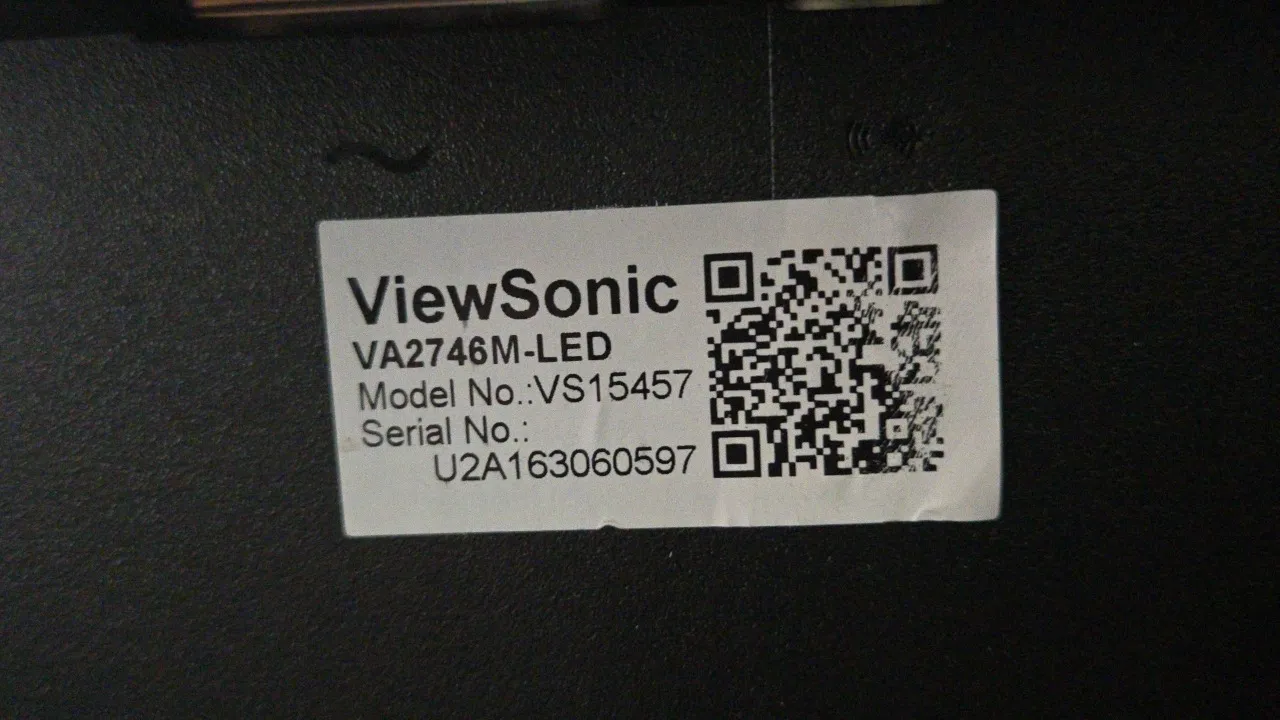 ViewSonic
VA2746M-LED
Model No.:VS15457
Serial No.:
U2A163060597